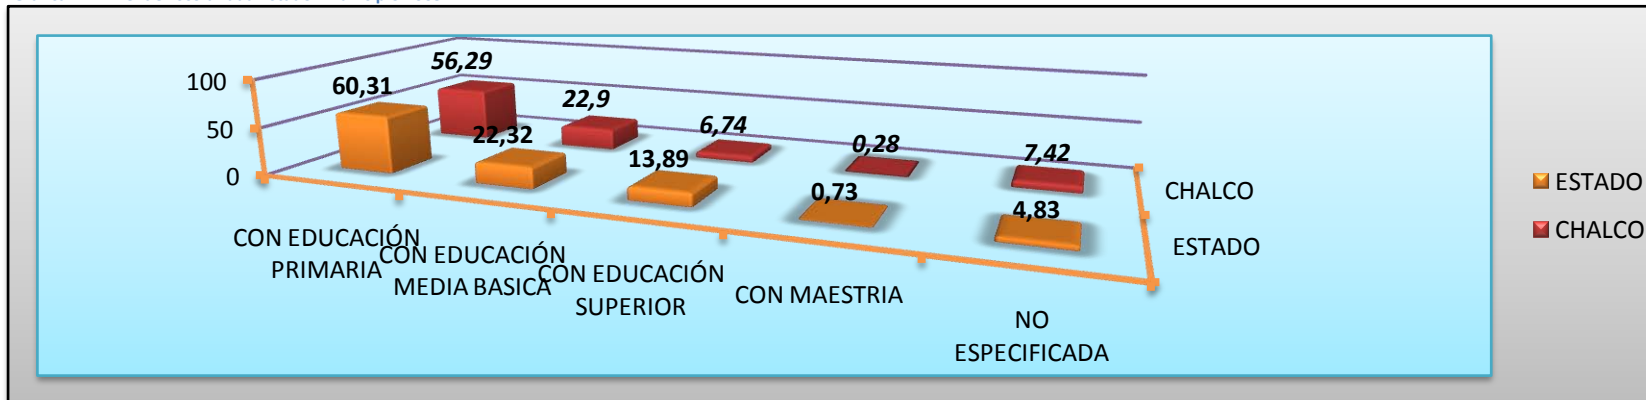 100
50
0
60,31
22,32
13,89
0,73
4,83
56,29
22,9
6,74
0,28
7,42
CON EDUCACIÓN
PRIMARIA
CON EDUCACIÓN
MEDIA BASICA
CON EDUCACIÓN
SUPERIOR
CON MAESTRIA
NO
ESPECIFICADA
CHALCO
ESTADO
ESTADO
CHALCO